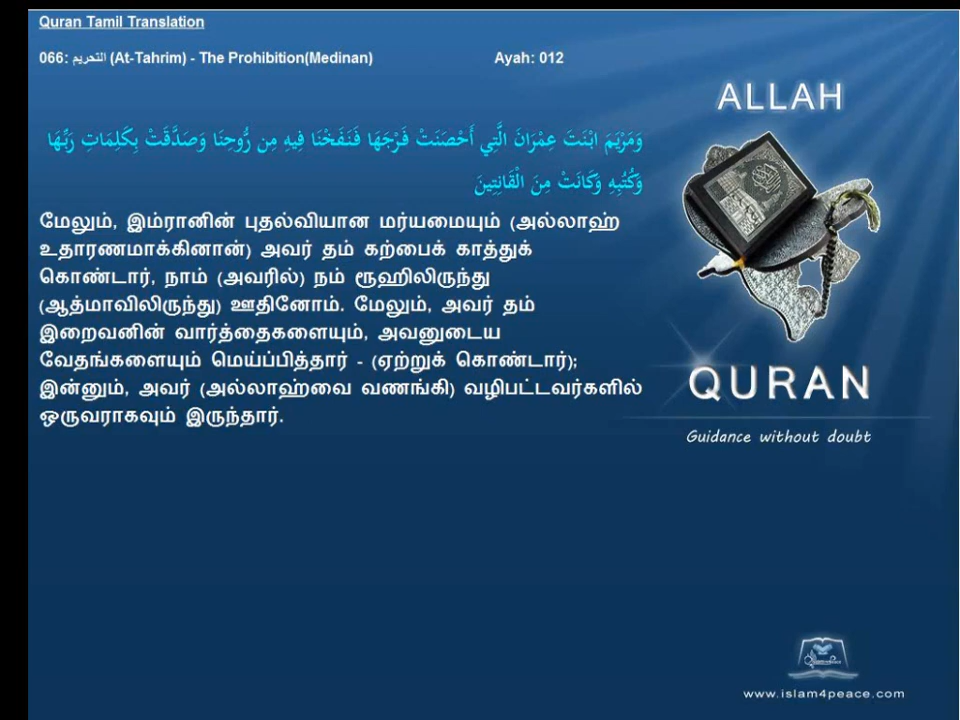 Quran Tamil Translation
066: التحريم (At-Tahrim) - The Prohibition(Medinan) Ayah: 012
ALLAH
وَمَرْيَمَ ابْنَتَ عِمْرَانَ الَّتِي أَحْصَنَتْ فَرْجَهَا فَنَفَخْنَا فِيهِ مِن رُّوحِنَا وَصَدَّقَتْ بِكَلِمَاتِ رَبِّهَا
وَكُتُبِهِ وَكَانَتْ مِنَ الْقَانِتِينَ
மேலும், இம்ரானின் புதல்வியான மர்யமையும் (அல்லாஹ்
உதாரணமாக்கினான்) அவர் தம் கற்பைக் காத்துக்
கொண்டார், நாம் (அவரில்) நம் ரூஹிலிருந்து
(ஆத்மாவிலிருந்து) ஊதினோம். மேலும், அவர் தம்
இறைவனின் வார்த்தைகளையும், அவனுடைய
வேதங்களையும் மெய்ப்பித்தார் - (ஏற்றுக் கொண்டார்);
இன்னும், அவர் (அல்லாஹ்வை வணங்கி) வழிபட்டவர்களில்
ஒருவராகவும் இருந்தார்.
QURAN
Guidance without doubt
www.islam4peace.com